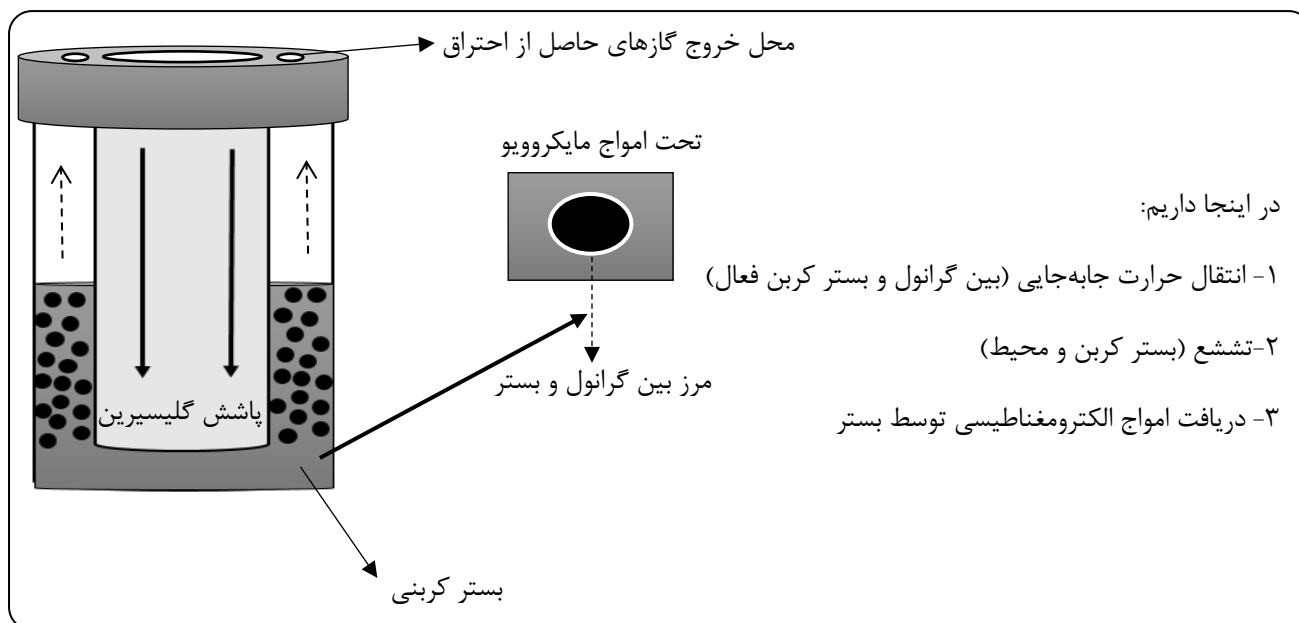 محل خروج گازهای حاصل از احتراق
تحت امواج مایکروویو
در اینجا داریم:
۱- انتقال حرارت جابه‌جایی (بین گرانول و بستر کربن فعال)
۲-تششع (بستر کربن و محیط)
۳- دریافت امواج الکترومغناطیسی توسط بستر
مرز بین گرانول و بستر
پاشش گلیسیرین
بستر کربنی